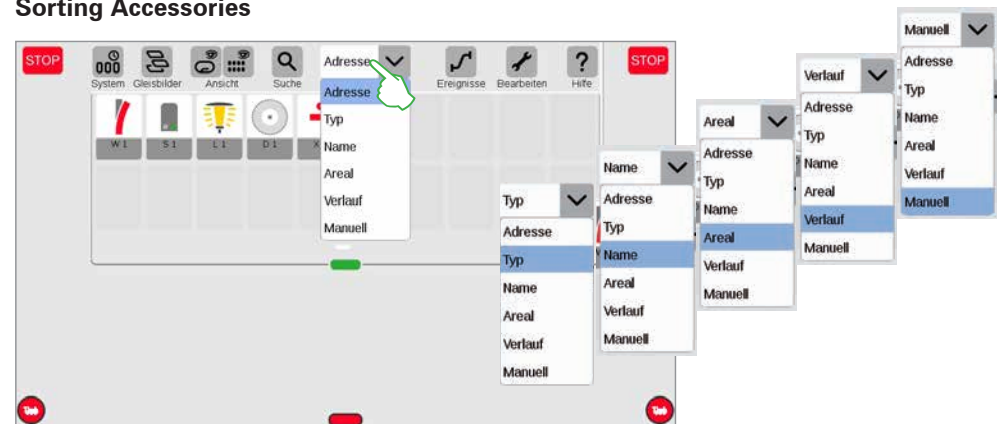 Sorting Accessories
STOP
System
Gleisbilder
Ansicht
Suche
Adresse
Ereignisse
Bearbeiten
Hilfe
STOP
W 1
S 1
L 1
D 1
X
Adresse
Typ
Name
Areal
Verlauf
Manuell
Typ
Adresse
Typ
Name
Areal
Verlauf
Manuell
Name
Adresse
Typ
Name
Areal
Verlauf
Manuell
Areal
Adresse
Typ
Name
Areal
Verlauf
Manuell
Verlauf
Adresse
Typ
Name
Areal
Verlauf
Manuell
Manuell
Adresse
Typ
Name
Areal
Verlauf
Manuell